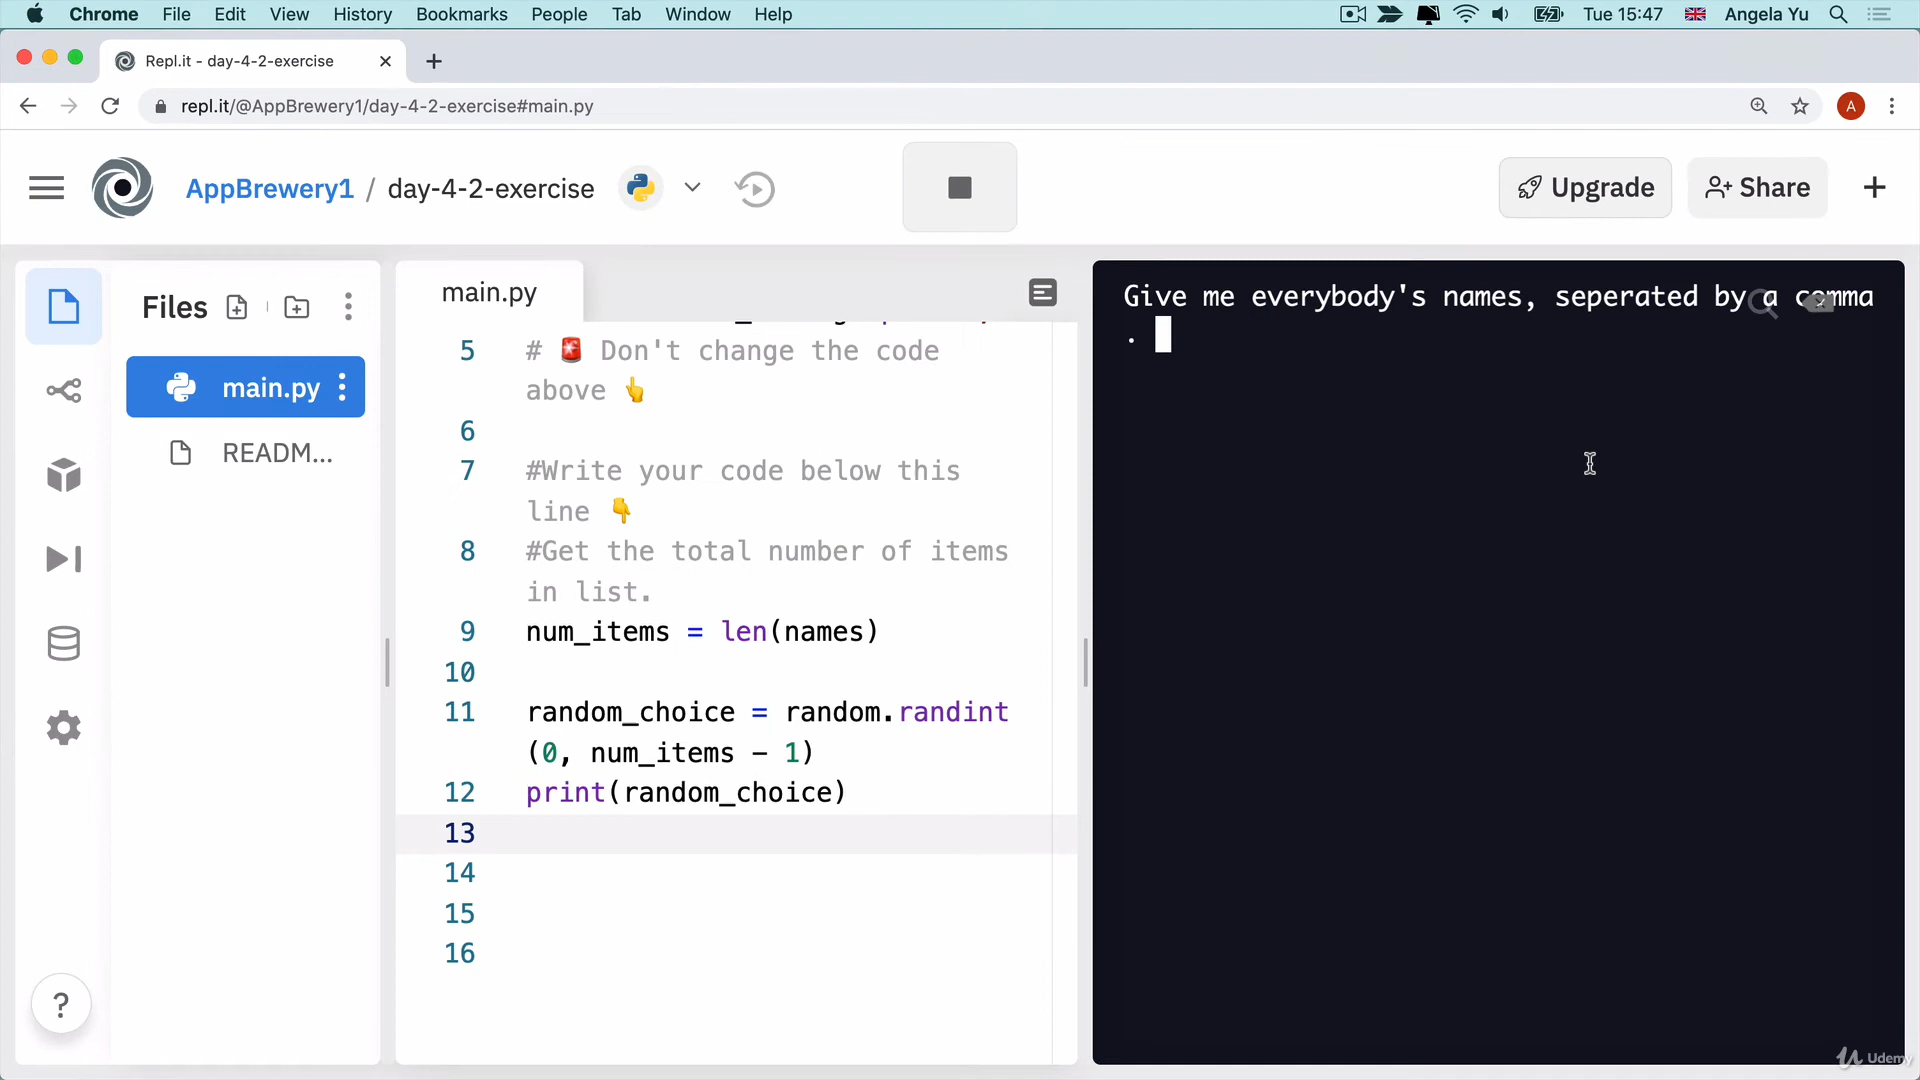 Chrome File Edit View History Bookmarks People Tab Window Help Tue 15:47 Angela Yu
Repl.it - day-4-2-exercise
repl.it/@AppBrewery1/day-4-2-exercise#main.py A
AppBrewery1 / day-4-2-exercise Upgrade Share
Files
main.py
READM...
?
main.py
5 # 🚨 Don't change the code
above 👆
6
7 #Write your code below this
line 👇
8 #Get the total number of items
in list.
9 num_items = len(names)
10
11 random_choice = random.randint
(0, num_items - 1)
12 print(random_choice)
13
14
15
16
Give me everybody's names, seperated by a comma
.
Udemy